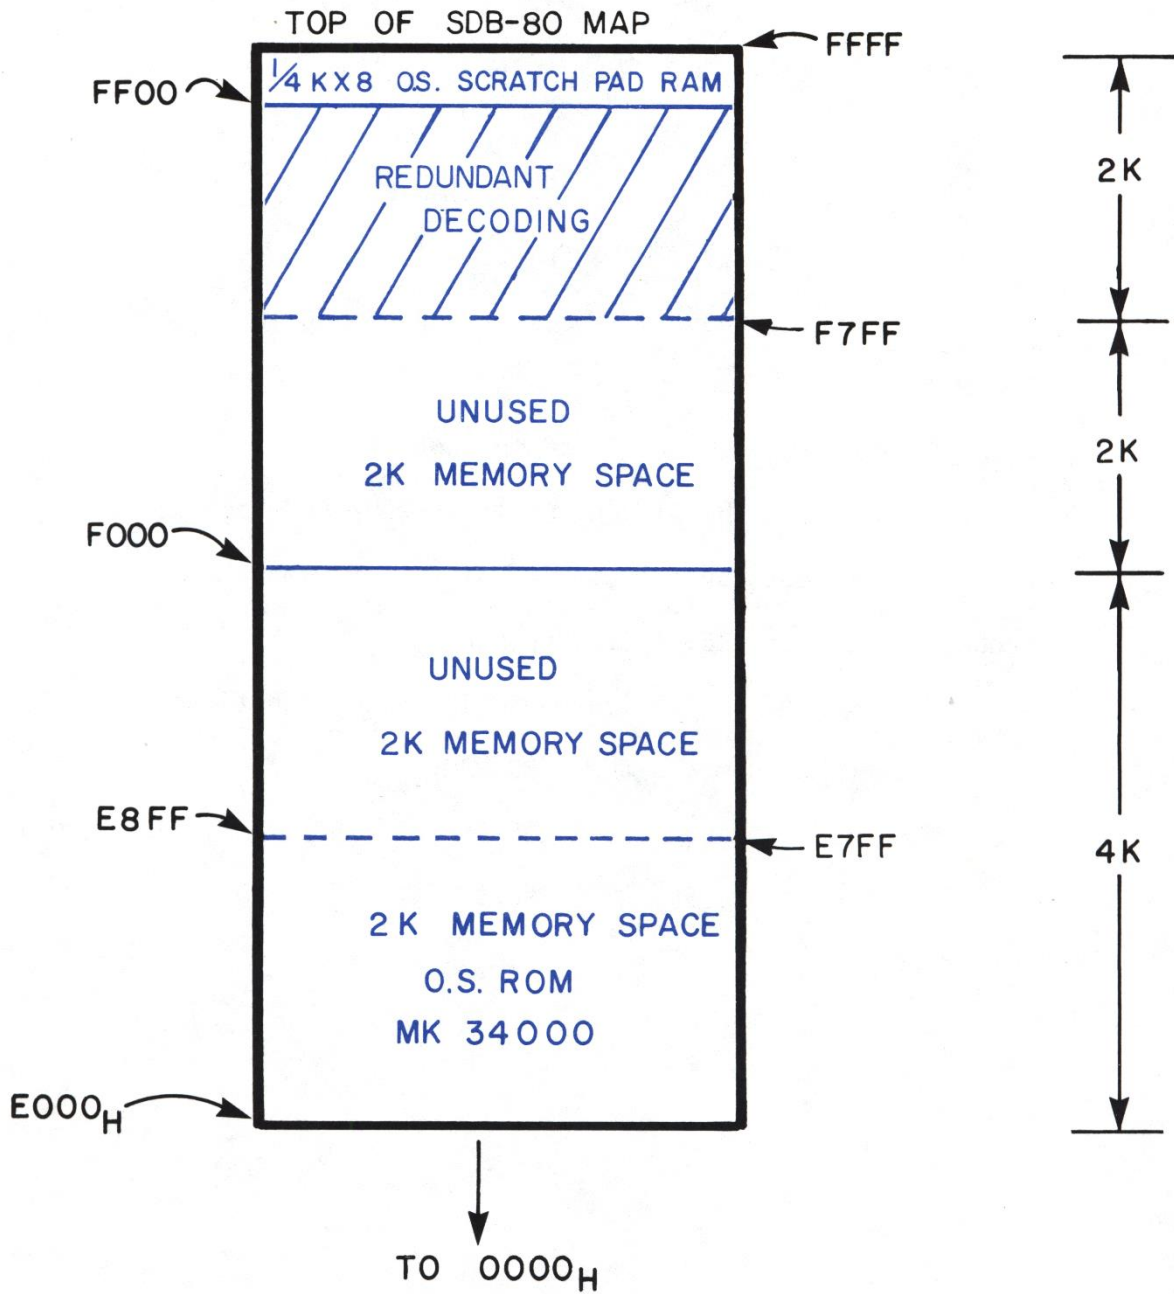 TOP OF SDB-80 MAP
FFFF
FF00
1/4 K X 8 O.S. SCRATCH PAD RAM
2K
REDUNDANT
DECODING
F7FF
UNUSED
2K MEMORY SPACE
2K
F000
UNUSED
2K MEMORY SPACE
E8FF
E7FF
4K
2K MEMORY SPACE
O.S. ROM
MK 34000
E000H
TO 0000H